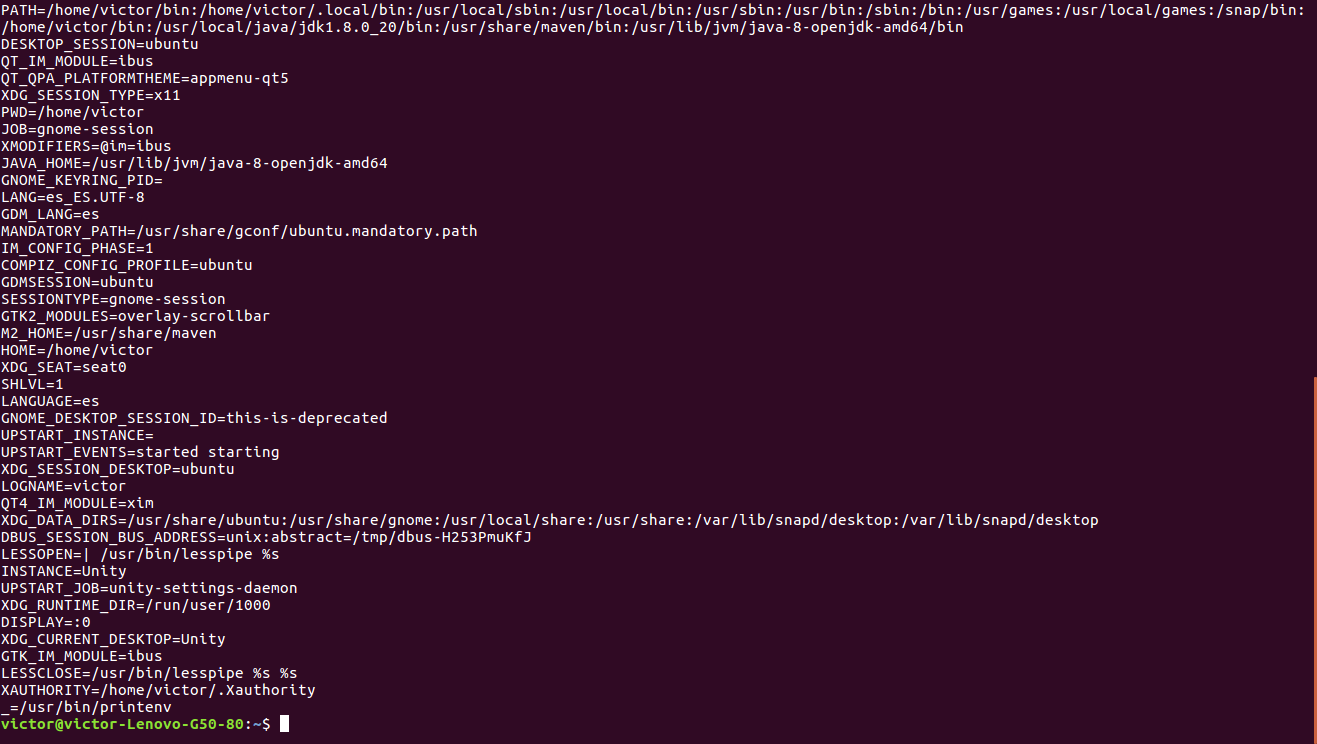 PATH=/home/victor/bin:/home/victor/.local/bin:/usr/local/sbin:/usr/local/bin:/usr/sbin:/usr/bin:/sbin:/bin:/usr/games:/usr/local/games:/snap/bin:
/home/victor/bin:/usr/local/java/jdk1.8.0_20/bin:/usr/share/maven/bin:/usr/lib/jvm/java-8-openjdk-amd64/bin
DESKTOP_SESSION=ubuntu
QT_IM_MODULE=ibus
QT_QPA_PLATFORMTHEME=appmenu-qt5
XDG_SESSION_TYPE=x11
PWD=/home/victor
JOB=gnome-session
XMODIFIERS=@im=ibus
JAVA_HOME=/usr/lib/jvm/java-8-openjdk-amd64
GNOME_KEYRING_PID=
LANG=es_ES.UTF-8
GDM_LANG=es
MANDATORY_PATH=/usr/share/gconf/ubuntu.mandatory.path
IM_CONFIG_PHASE=1
COMPIZ_CONFIG_PROFILE=ubuntu
GDMSESSION=ubuntu
SESSIONTYPE=gnome-session
GTK2_MODULES=overlay-scrollbar
M2_HOME=/usr/share/maven
HOME=/home/victor
XDG_SEAT=seat0
SHLVL=1
LANGUAGE=es
GNOME_DESKTOP_SESSION_ID=this-is-deprecated
UPSTART_INSTANCE=
UPSTART_EVENTS=started starting
XDG_SESSION_DESKTOP=ubuntu
LOGNAME=victor
QT4_IM_MODULE=xim
XDG_DATA_DIRS=/usr/share/ubuntu:/usr/share/gnome:/usr/local/share:/usr/share:/var/lib/snapd/desktop:/var/lib/snapd/desktop
DBUS_SESSION_BUS_ADDRESS=unix:abstract=/tmp/dbus-H253PmuKfJ
LESSOPEN=| /usr/bin/lesspipe %s
INSTANCE=Unity
UPSTART_JOB=unity-settings-daemon
XDG_RUNTIME_DIR=/run/user/1000
DISPLAY=:0
XDG_CURRENT_DESKTOP=Unity
GTK_IM_MODULE=ibus
LESSCLOSE=/usr/bin/lesspipe %s %s
XAUTHORITY=/home/victor/.Xauthority
_=/usr/bin/printenv
victor@victor-Lenovo-G50-80:~$